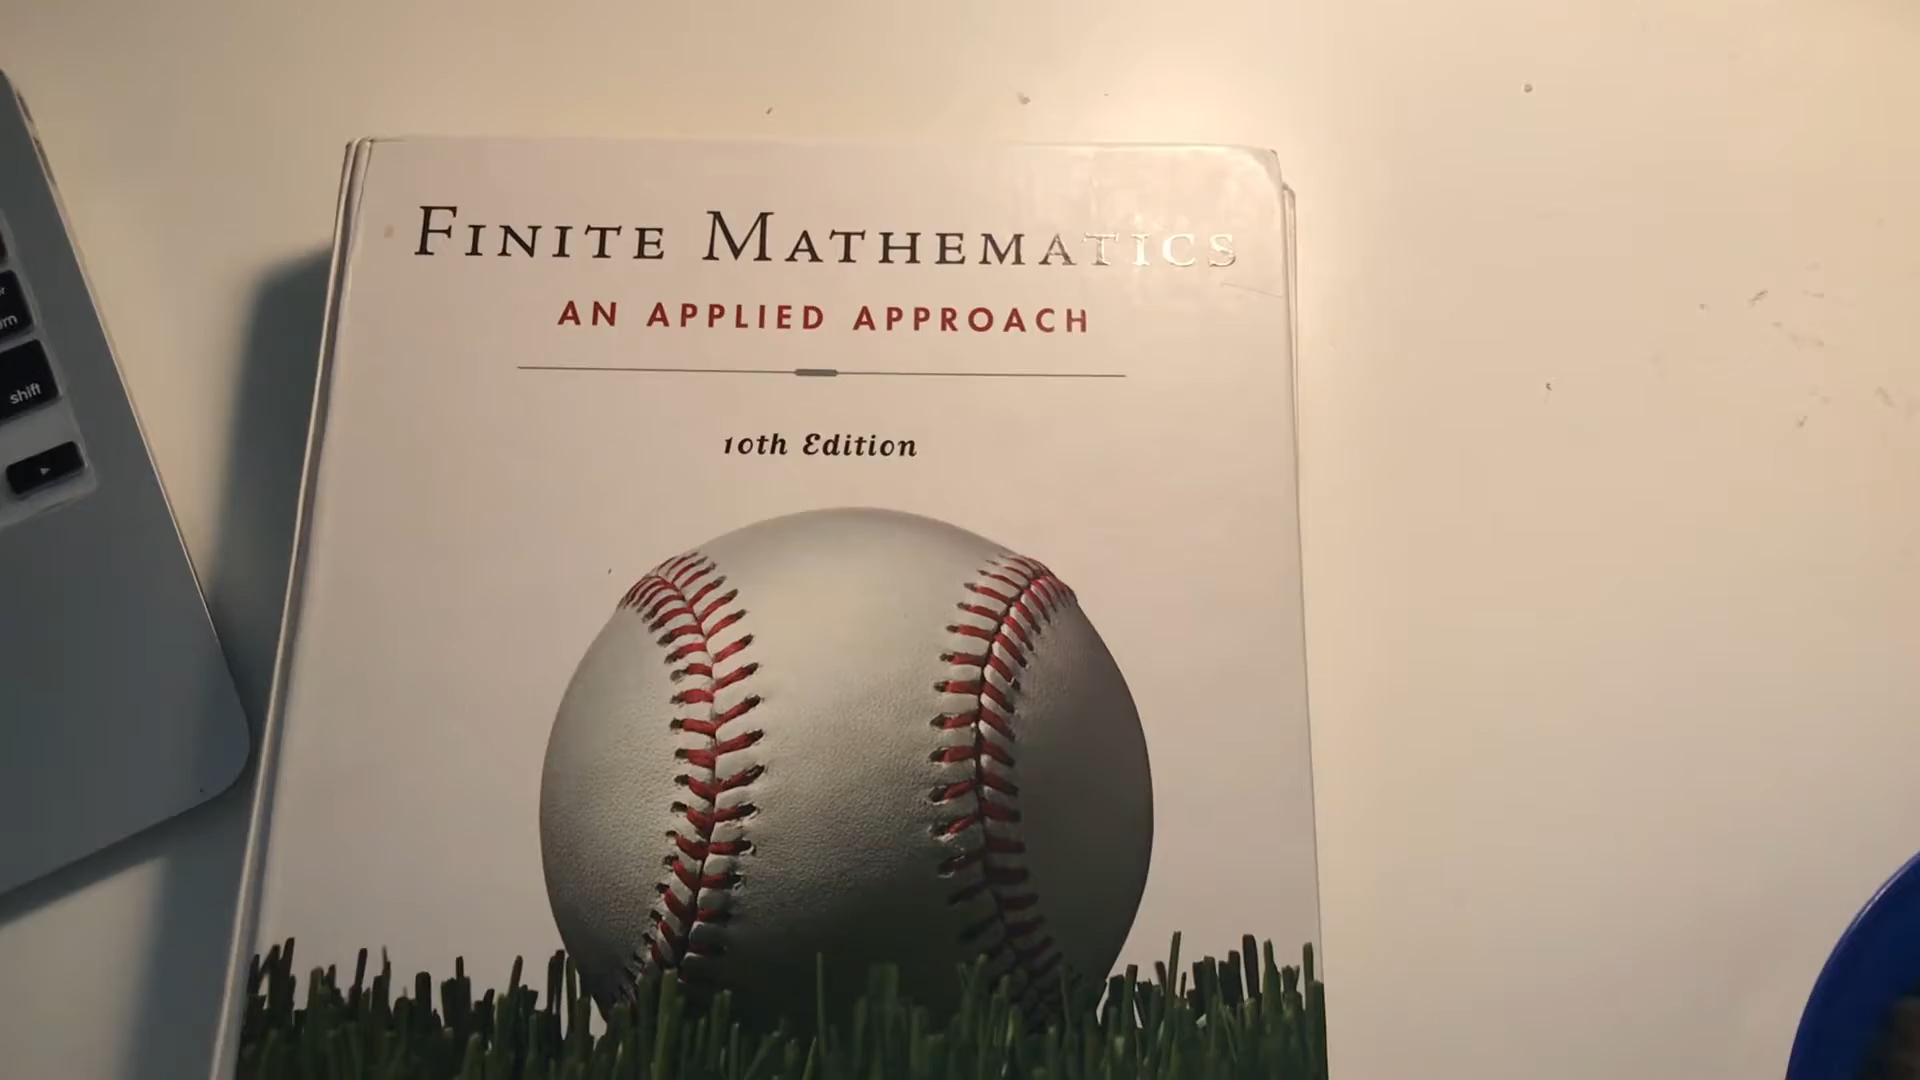 FINITE MATHEMATICS
AN APPLIED APPROACH
10th Edition
shift